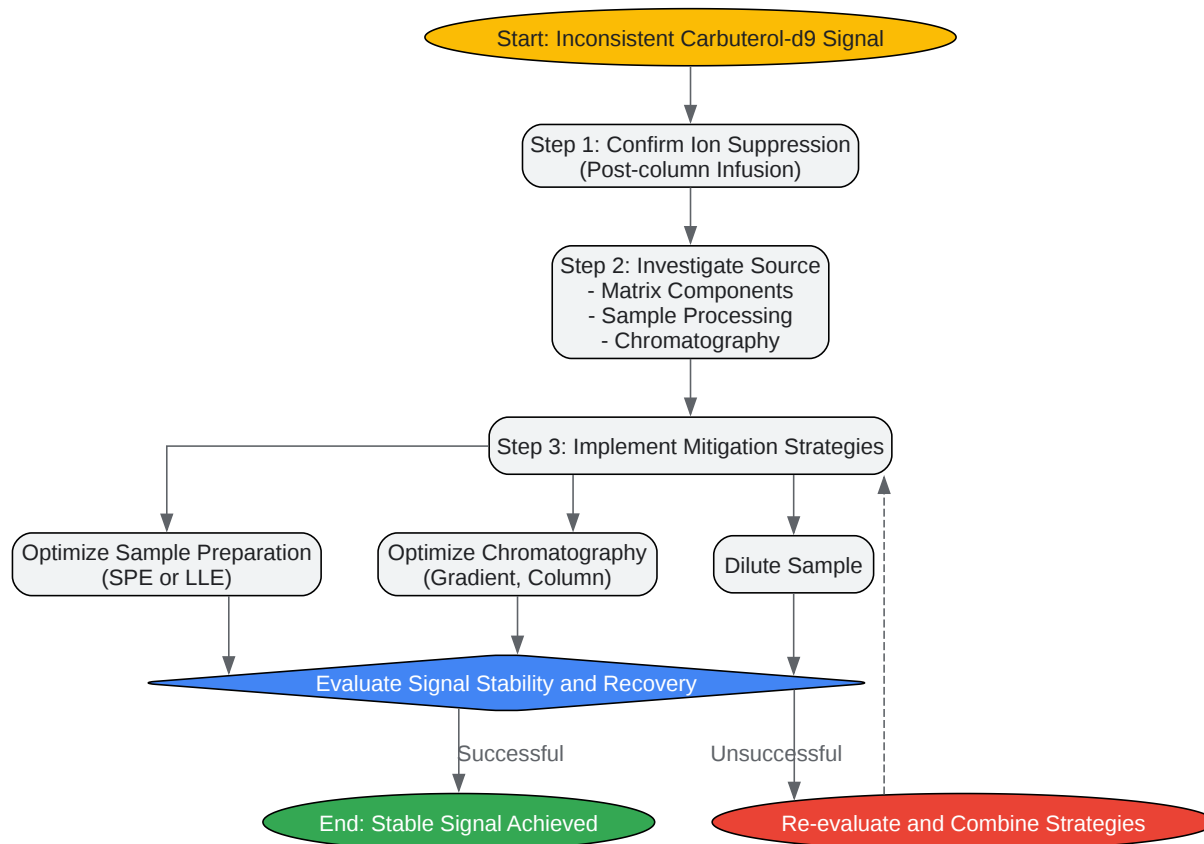 Start: Inconsistent Carbuterol-d9 Signal
Step 1: Confirm Ion Suppression
(Post-column Infusion)
Step 2: Investigate Source
- Matrix Components
- Sample Processing
- Chromatography
Step 3: Implement Mitigation Strategies
Optimize Sample Preparation
(SPE or LLE)
Optimize Chromatography
(Gradient, Column)
Dilute Sample
Evaluate Signal Stability and Recovery
Successful
Unsuccessful
End: Stable Signal Achieved
Re-evaluate and Combine Strategies